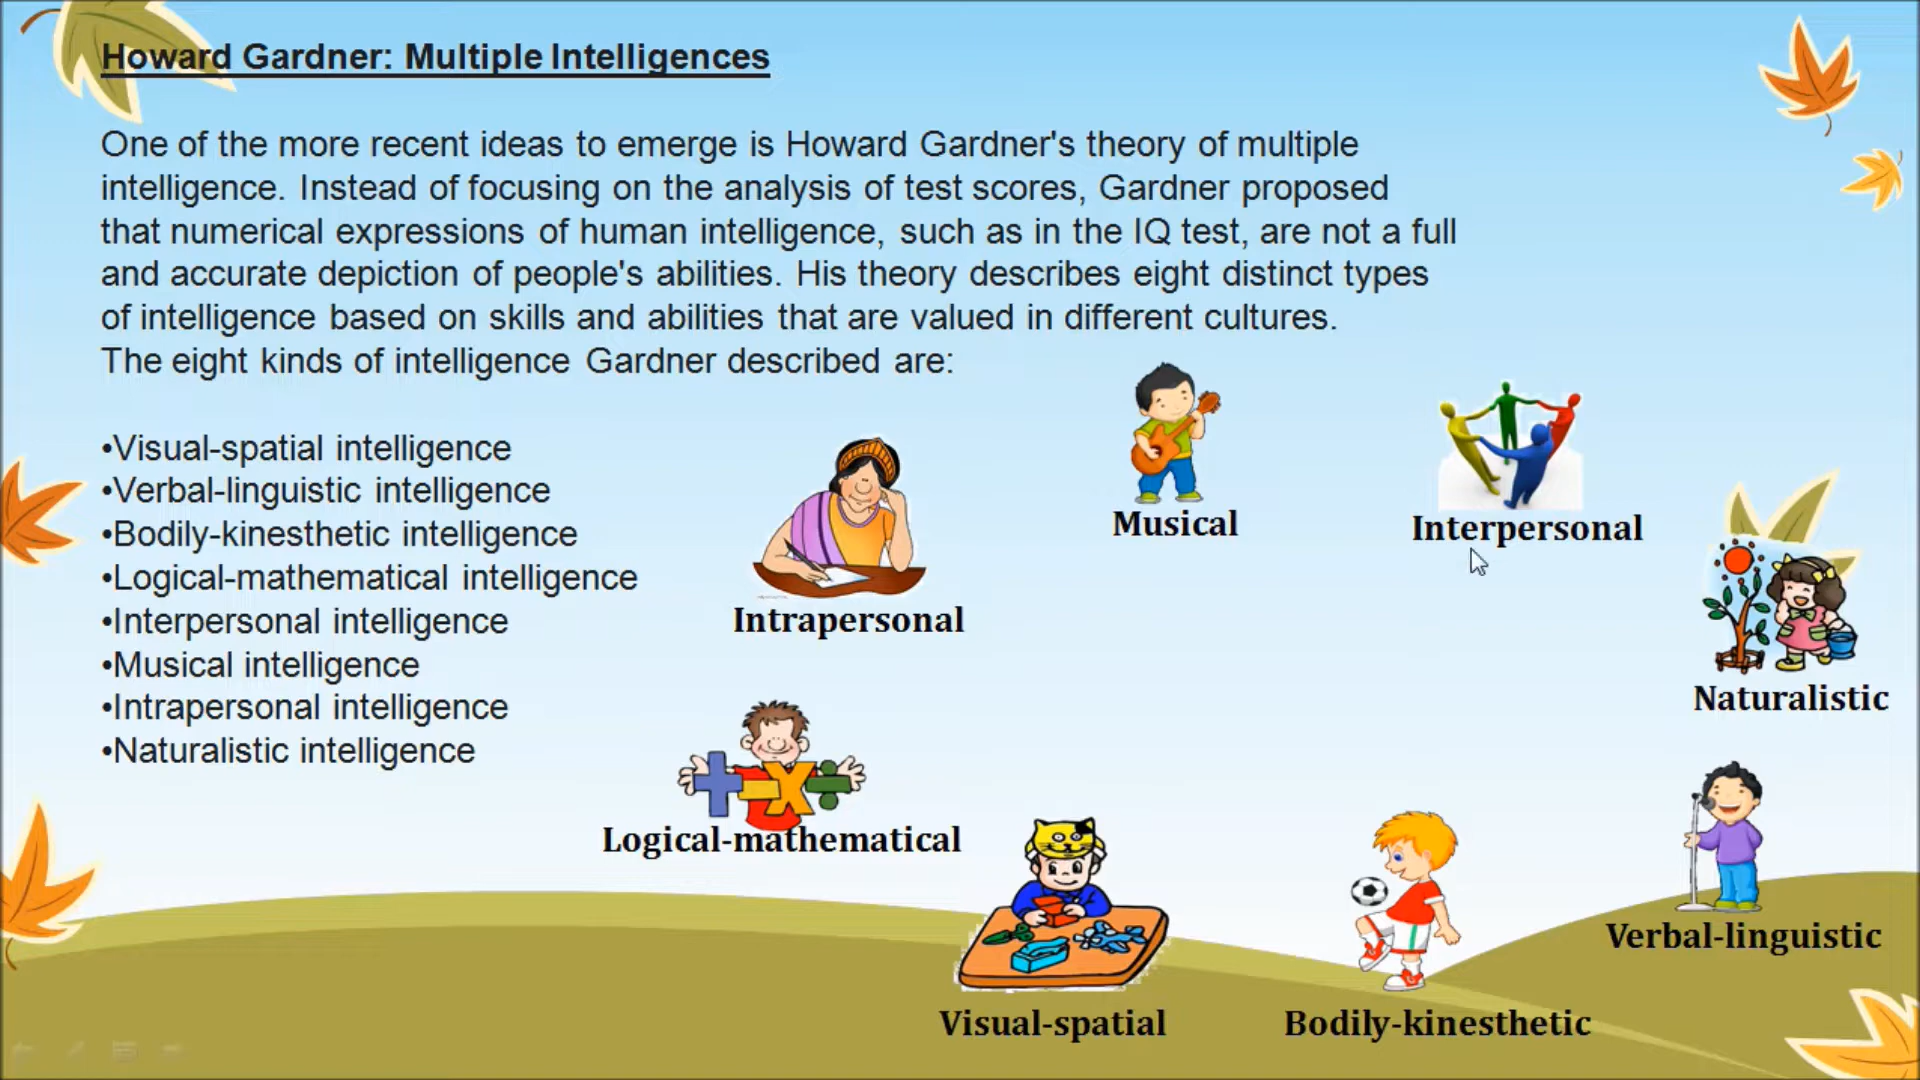 Howard Gardner: Multiple Intelligences
One of the more recent ideas to emerge is Howard Gardner's theory of multiple
intelligence. Instead of focusing on the analysis of test scores, Gardner proposed
that numerical expressions of human intelligence, such as in the IQ test, are not a full
and accurate depiction of people's abilities. His theory describes eight distinct types
of intelligence based on skills and abilities that are valued in different cultures.
The eight kinds of intelligence Gardner described are:
•Visual-spatial intelligence
•Verbal-linguistic intelligence
•Bodily-kinesthetic intelligence
•Logical-mathematical intelligence
•Interpersonal intelligence
•Musical intelligence
•Intrapersonal intelligence
•Naturalistic intelligence
Musical
Interpersonal
Intrapersonal
Naturalistic
Logical-mathematical
Verbal-linguistic
Visual-spatial
Bodily-kinesthetic